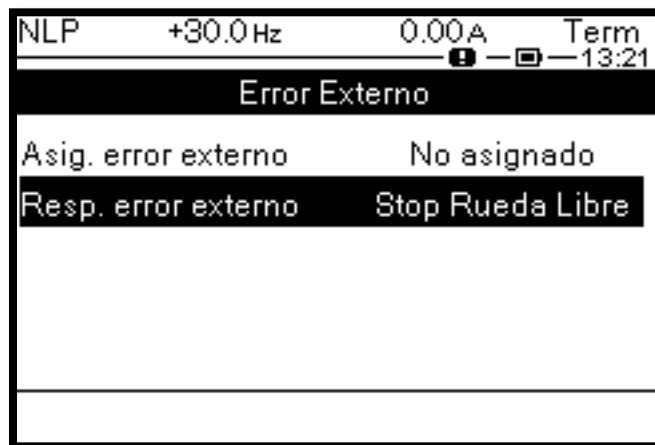 NLP +30.0 Hz 0.00 A Term
13:21
Error Externo
Asig. error externo No asignado
Resp. error externo Stop Rueda Libre